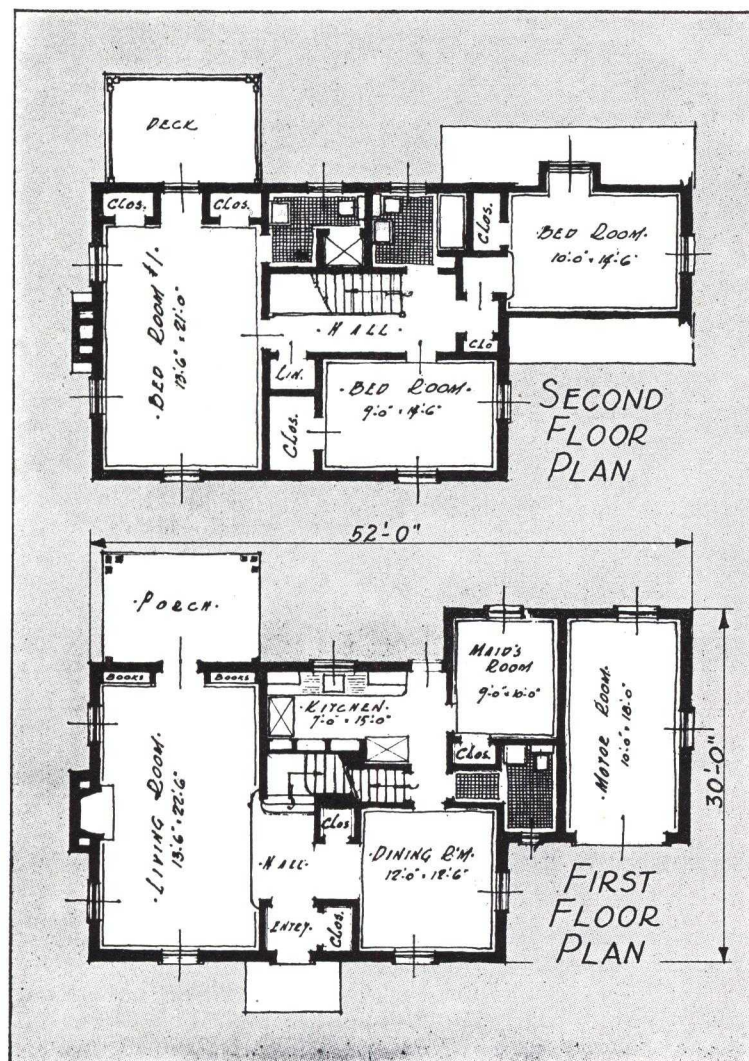 DECK
CLOS.
CLOS.
CLOS.
·BED ROOM·
10'·0" × 14'·6"
·BED ROOM #1·
13'·6" × 21'·0"
·HALL·
CLO
LIN.
·BED ROOM·
9'·0" × 14'·6"
CLOS.
SECOND
FLOOR
PLAN
52'-0"
·PORCH·
BOOKS
BOOKS
MAID'S
ROOM
9'·0" × 10'·0"
·KITCHEN·
7'·0" × 15'·0"
CLOS.
·MOTOR ROOM·
10'·0" × 18'·0"
30'-0"
·LIVING ROOM·
13'·6" × 22'·6"
CLOS
·HALL·
·DINING R'M·
12'·0" × 12'·6"
ENTRY.
CLOS.
FIRST
FLOOR
PLAN